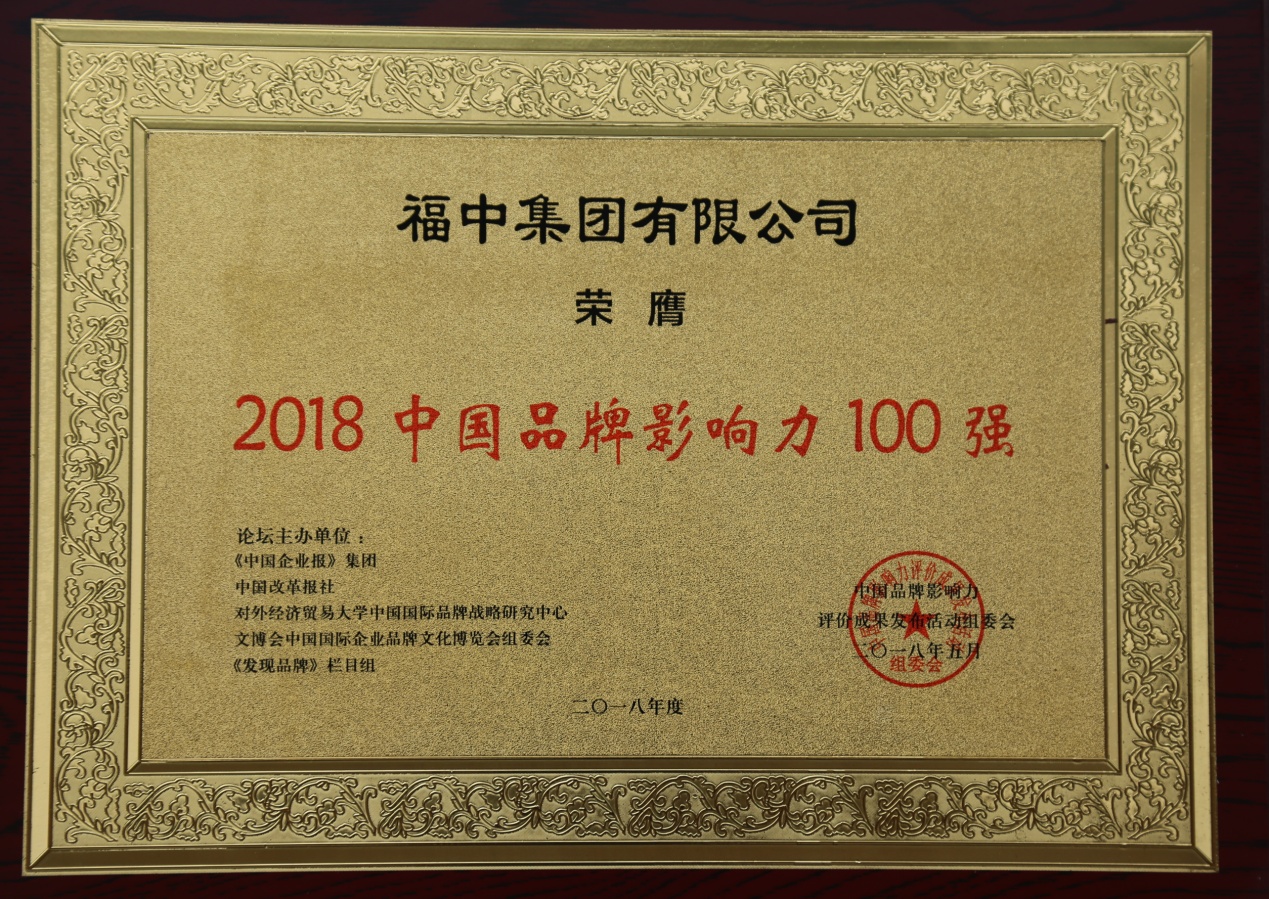 福中集团有限公司
荣膺
2018 中国品牌影响力 100 强
论坛主办单位：
《中国企业报》集团
中国改革报社
对外经济贸易大学中国国际品牌战略研究中心
文博会中国国际企业品牌文化博览会组委会
《发现品牌》栏目组
中国品牌影响力
评价成果发布活动组委会
二〇一八年五月
组委会
二〇一八年度